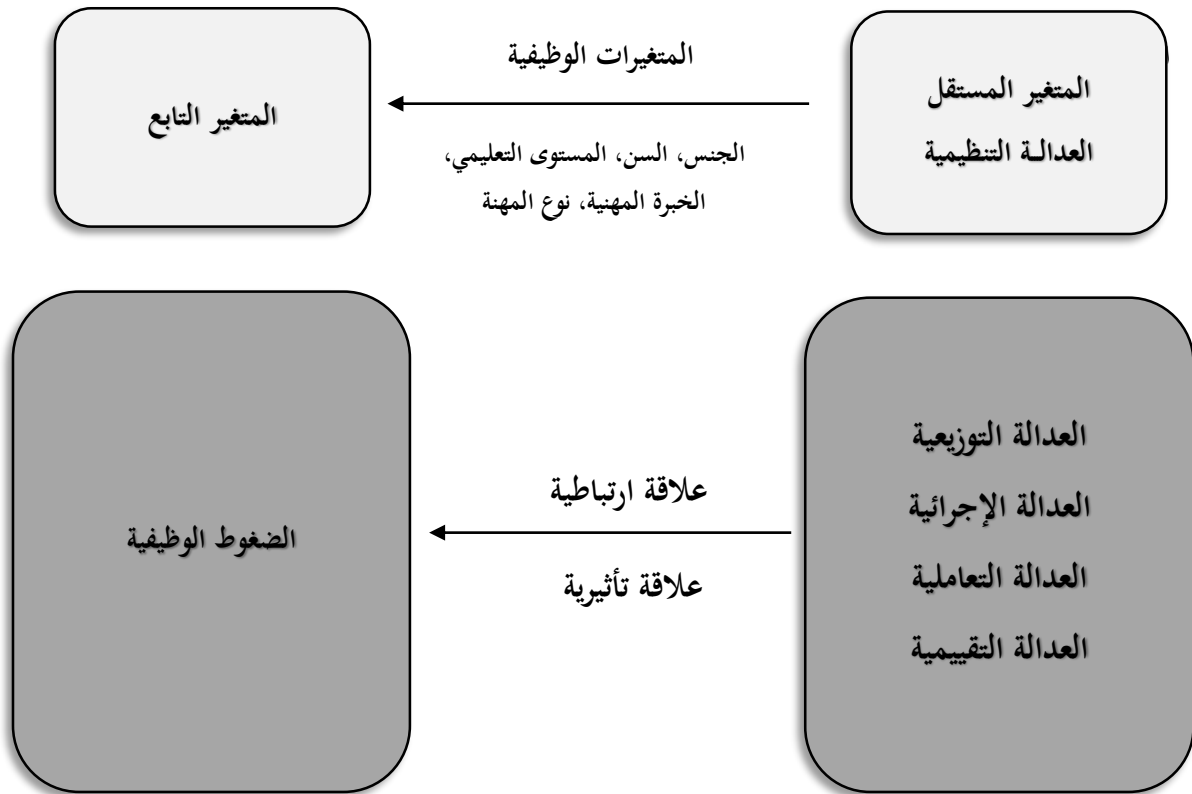 المتغير المستقل
العدالـة التنظيمية
المتغيرات الوظيفية
الجنس، السن، المستوى التعليمي،
الخبرة المهنية، نوع المهنة
المتغير التابع
العدالة التوزيعية
العدالة الإجرائية
العدالة التعاملية
العدالة التقييمية
علاقة ارتباطية
علاقة تأثيرية
الضغوط الوظيفية